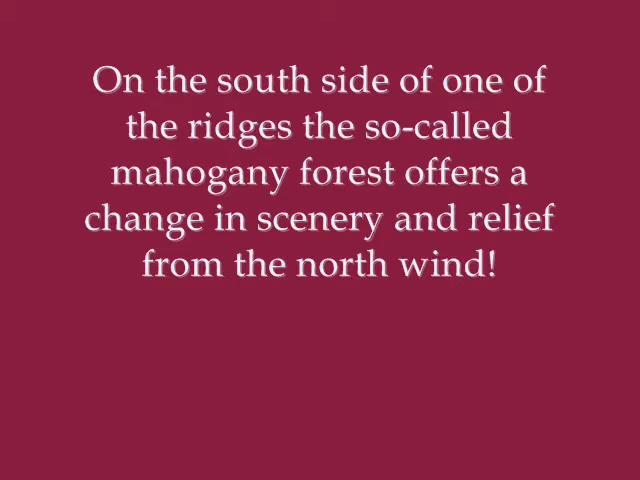 On the south side of one of
the ridges the so-called
mahogany forest offers a
change in scenery and relief
from the north wind!